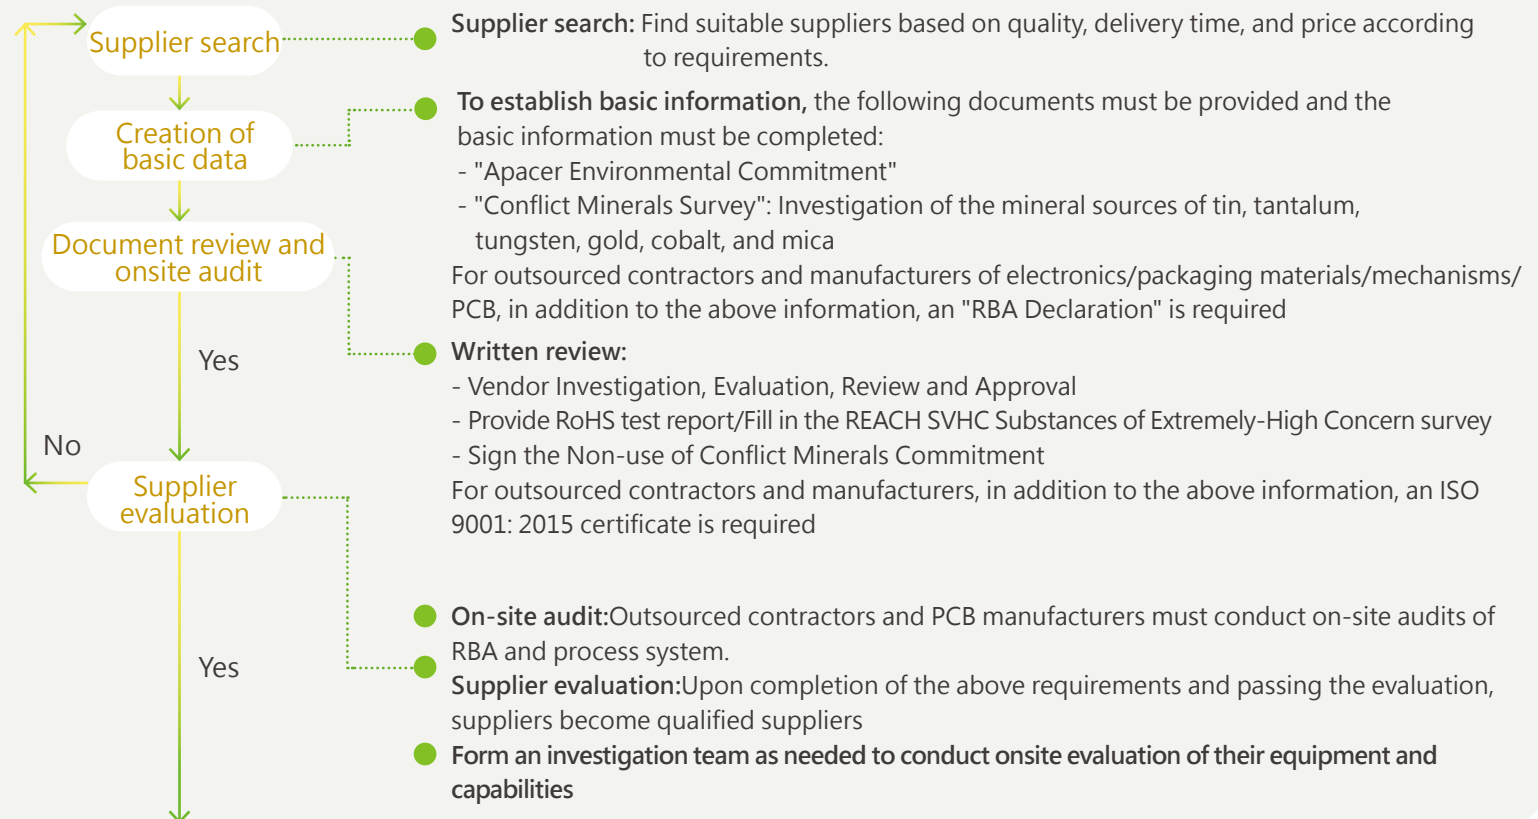 Supplier search
Creation of
basic data
Document review and
onsite audit
Yes
No
Supplier
evaluation
Yes
Supplier search: Find suitable suppliers based on quality, delivery time, and price according
to requirements.
To establish basic information, the following documents must be provided and the
basic information must be completed:
- "Apacer Environmental Commitment"
- "Conflict Minerals Survey": Investigation of the mineral sources of tin, tantalum,
tungsten, gold, cobalt, and mica
For outsourced contractors and manufacturers of electronics/packaging materials/mechanisms/
PCB, in addition to the above information, an "RBA Declaration" is required
Written review:
- Vendor Investigation, Evaluation, Review and Approval
- Provide RoHS test report/Fill in the REACH SVHC Substances of Extremely-High Concern survey
- Sign the Non-use of Conflict Minerals Commitment
For outsourced contractors and manufacturers, in addition to the above information, an ISO
9001: 2015 certificate is required
On-site audit:Outsourced contractors and PCB manufacturers must conduct on-site audits of
RBA and process system.
Supplier evaluation:Upon completion of the above requirements and passing the evaluation,
suppliers become qualified suppliers
Form an investigation team as needed to conduct onsite evaluation of their equipment and
capabilities